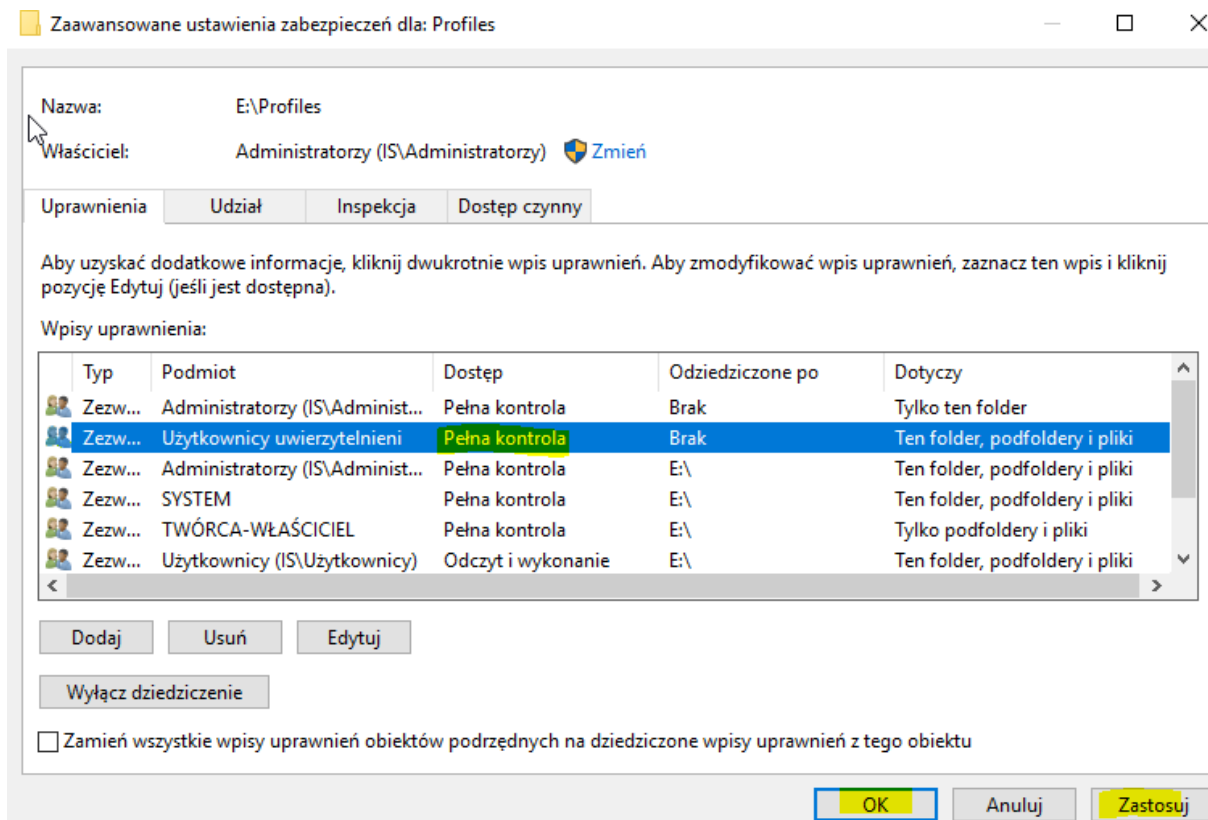 Zaawansowane ustawienia zabezpieczeń dla: Profiles
Nazwa: E:\Profiles
Właściciel: Administratorzy (IS\Administratorzy) Zmień
Uprawnienia Udział Inspekcja Dostęp czynny
Aby uzyskać dodatkowe informacje, kliknij dwukrotnie wpis uprawnień. Aby zmodyfikować wpis uprawnień, zaznacz ten wpis i kliknij
pozycję Edytuj (jeśli jest dostępna).
Wpisy uprawnienia:
Typ Podmiot Dostęp Odziedziczone po Dotyczy
Zezw... Administratorzy (IS\Administ... Pełna kontrola Brak Tylko ten folder
Zezw... Użytkownicy uwierzytelnieni Pełna kontrola Brak Ten folder, podfoldery i pliki
Zezw... Administratorzy (IS\Administ... Pełna kontrola E:\ Ten folder, podfoldery i pliki
Zezw... SYSTEM Pełna kontrola E:\ Ten folder, podfoldery i pliki
Zezw... TWÓRCA-WŁAŚCICIEL Pełna kontrola E:\ Tylko podfoldery i pliki
Zezw... Użytkownicy (IS\Użytkownicy) Odczyt i wykonanie E:\ Ten folder, podfoldery i pliki
Dodaj Usuń Edytuj
Wyłącz dziedziczenie
Zamień wszystkie wpisy uprawnień obiektów podrzędnych na dziedziczone wpisy uprawnień z tego obiektu
OK Anuluj Zastosuj